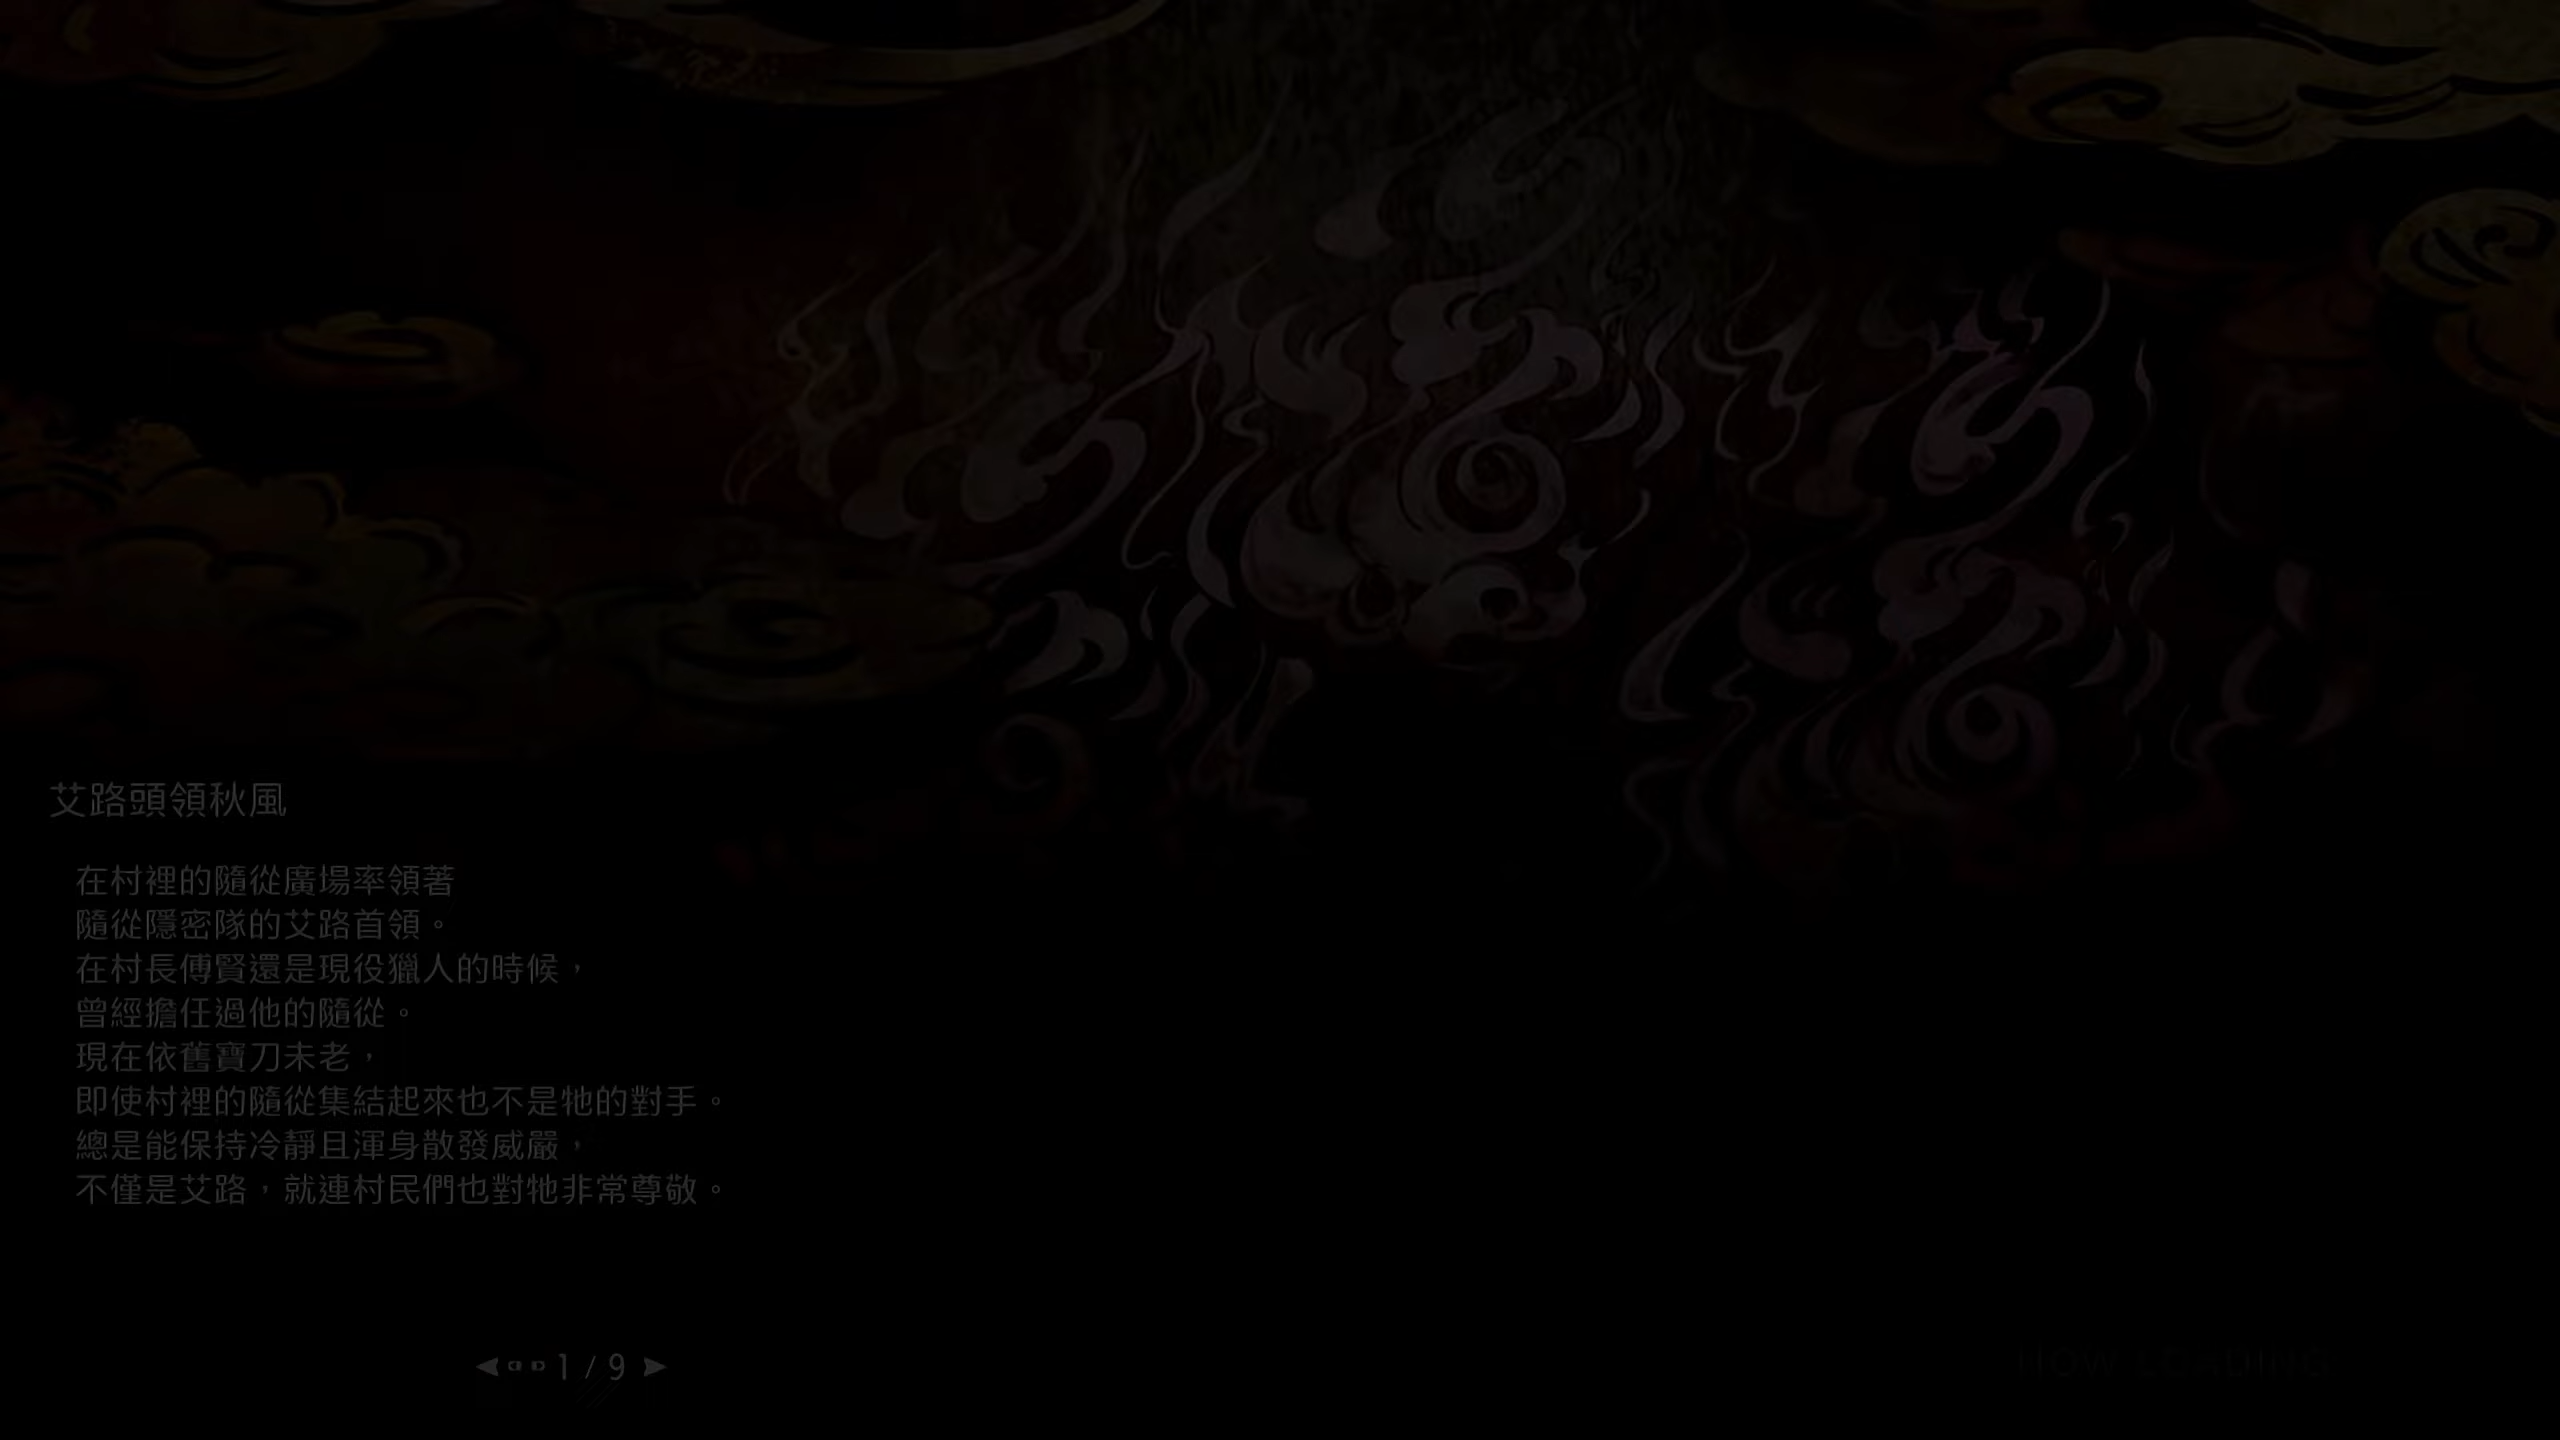 艾路頭領秋風
在村裡的隨從廣場率領著
隨從隱密隊的艾路首領。
在村長傅賢還是現役獵人的時候，
曾經擔任過他的隨從。
現在依舊寶刀未老，
即使村裡的隨從集結起來也不是牠的對手。
總是能保持冷靜且渾身散發威嚴，
不僅是艾路，就連村民們也對牠非常尊敬。
1 / 9
NOW LOADING